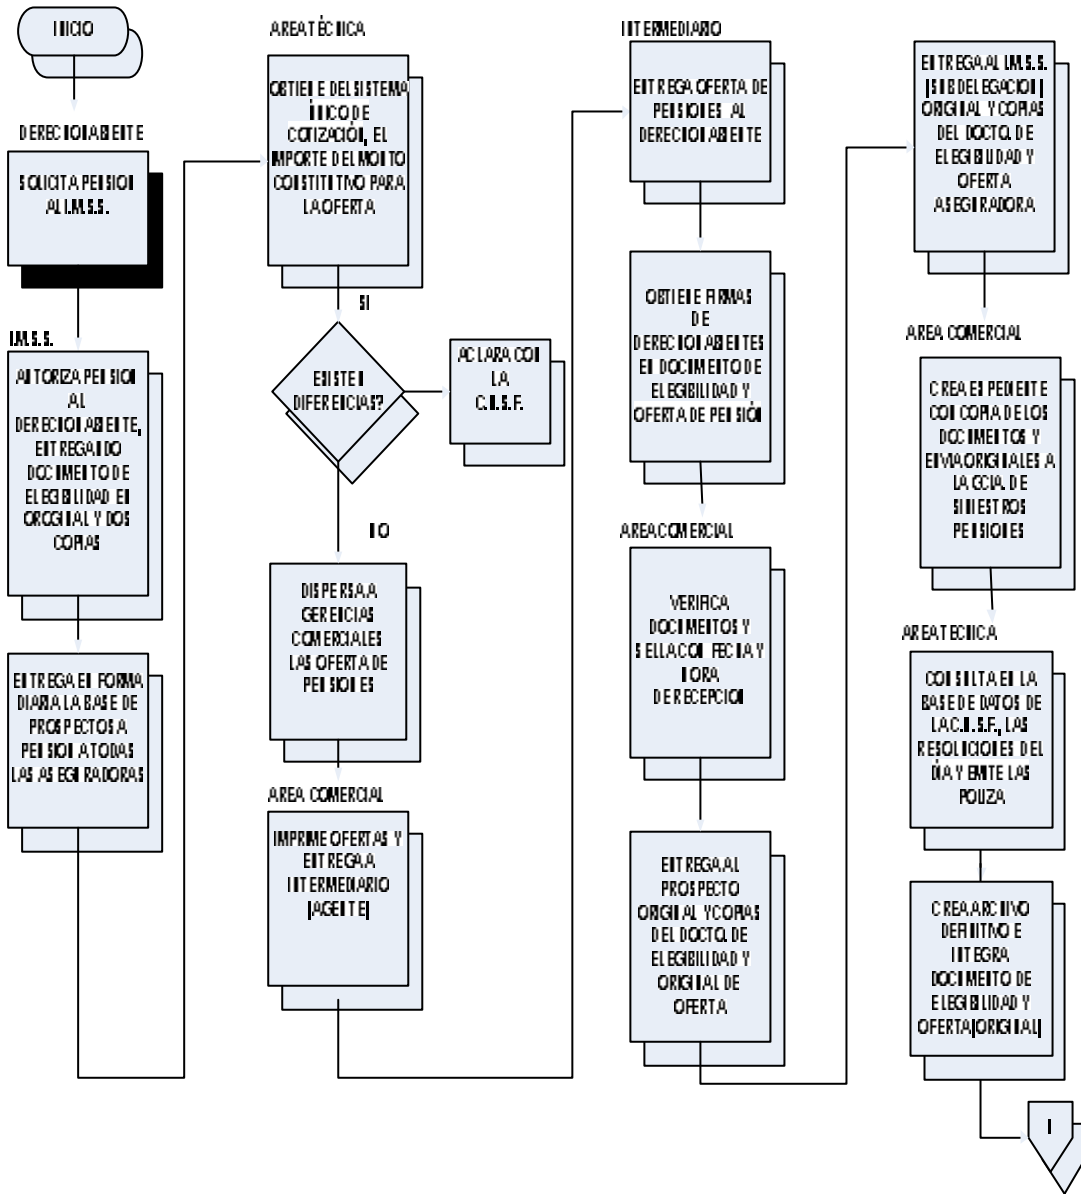 INICIO
DERECHOHABIENTE
SOLICITA PENSION
AL I.M.S.S.
I.M.S.S.
AUTORIZA PENSION
AL
DERECHOHABIENTE,
ENTREGANDO
DOCUMENTO DE
ELEGIBILIDAD EN
OROGINAL Y DOS
COPIAS
ENTREGA EN FORMA
DIARIA LA BASE DE
PROSPECTOS A
PENSION A TODAS
LAS ASEGURADORAS
AREA TÉCNICA
OBTIENE DEL SISTEMA
ÚNICO DE
COTIZACIÓN, EL
IMPORTE DEL MONTO
CONSTITUTIVO PARA
LA OFERTA
SI
EXISTEN
DIFERENCIAS?
ACLARA CON
LA
C.N.S.F.
NO
DISPERSA A
GERENCIAS
COMERCIALES
LAS OFERTA DE
PENSIONES
AREA COMERCIAL
IMPRIME OFERTAS Y
ENTREGA A
INTERMEDIARIO
(AGENTE)
INTERMEDIARIO
ENTREGA OFERTA DE
PENSIONES AL
DERECHOHABIENTE
OBTIENE FIRMAS
DE
DERECHOHABIENTES
EN DOCUMENTO DE
ELEGIBILIDAD Y
OFERTA DE PENSIÓN
AREA COMERCIAL
VERIFICA
DOCUMENTOS Y
SELLA CON FECHA Y
HORA
DE RECEPCION
ENTREGA AL
PROSPECTO
ORIGINAL Y COPIAS
DEL DOCTO. DE
ELEGIBILIDAD Y
ORIGINAL DE
OFERTA
ENTREGA AL I.M.S.S.
(SUBDELEGACION)
ORIGINAL Y COPIAS
DEL DOCTO. DE
ELEGIBILIDAD Y
OFERTA
ASEGURADORA
AREA COMERCIAL
CREA EXPEDIENTE
CON COPIA DE LOS
DOCUMENTOS Y
ENVIA ORIGINALES A
LA GCIA. DE
SINIESTROS
PENSIONES
AREA TECNICA
CONSULTA EN LA
BASE DE DATOS DE
LA C.N.S.F., LAS
RESOLUCIONES DEL
DÍA Y EMITE LAS
POLIZA
CREA ARCHIVO
DEFINITIVO E
INTEGRA
DOCUMENTO DE
ELEGIBILIDAD Y
OFERTA (ORIGINAL)